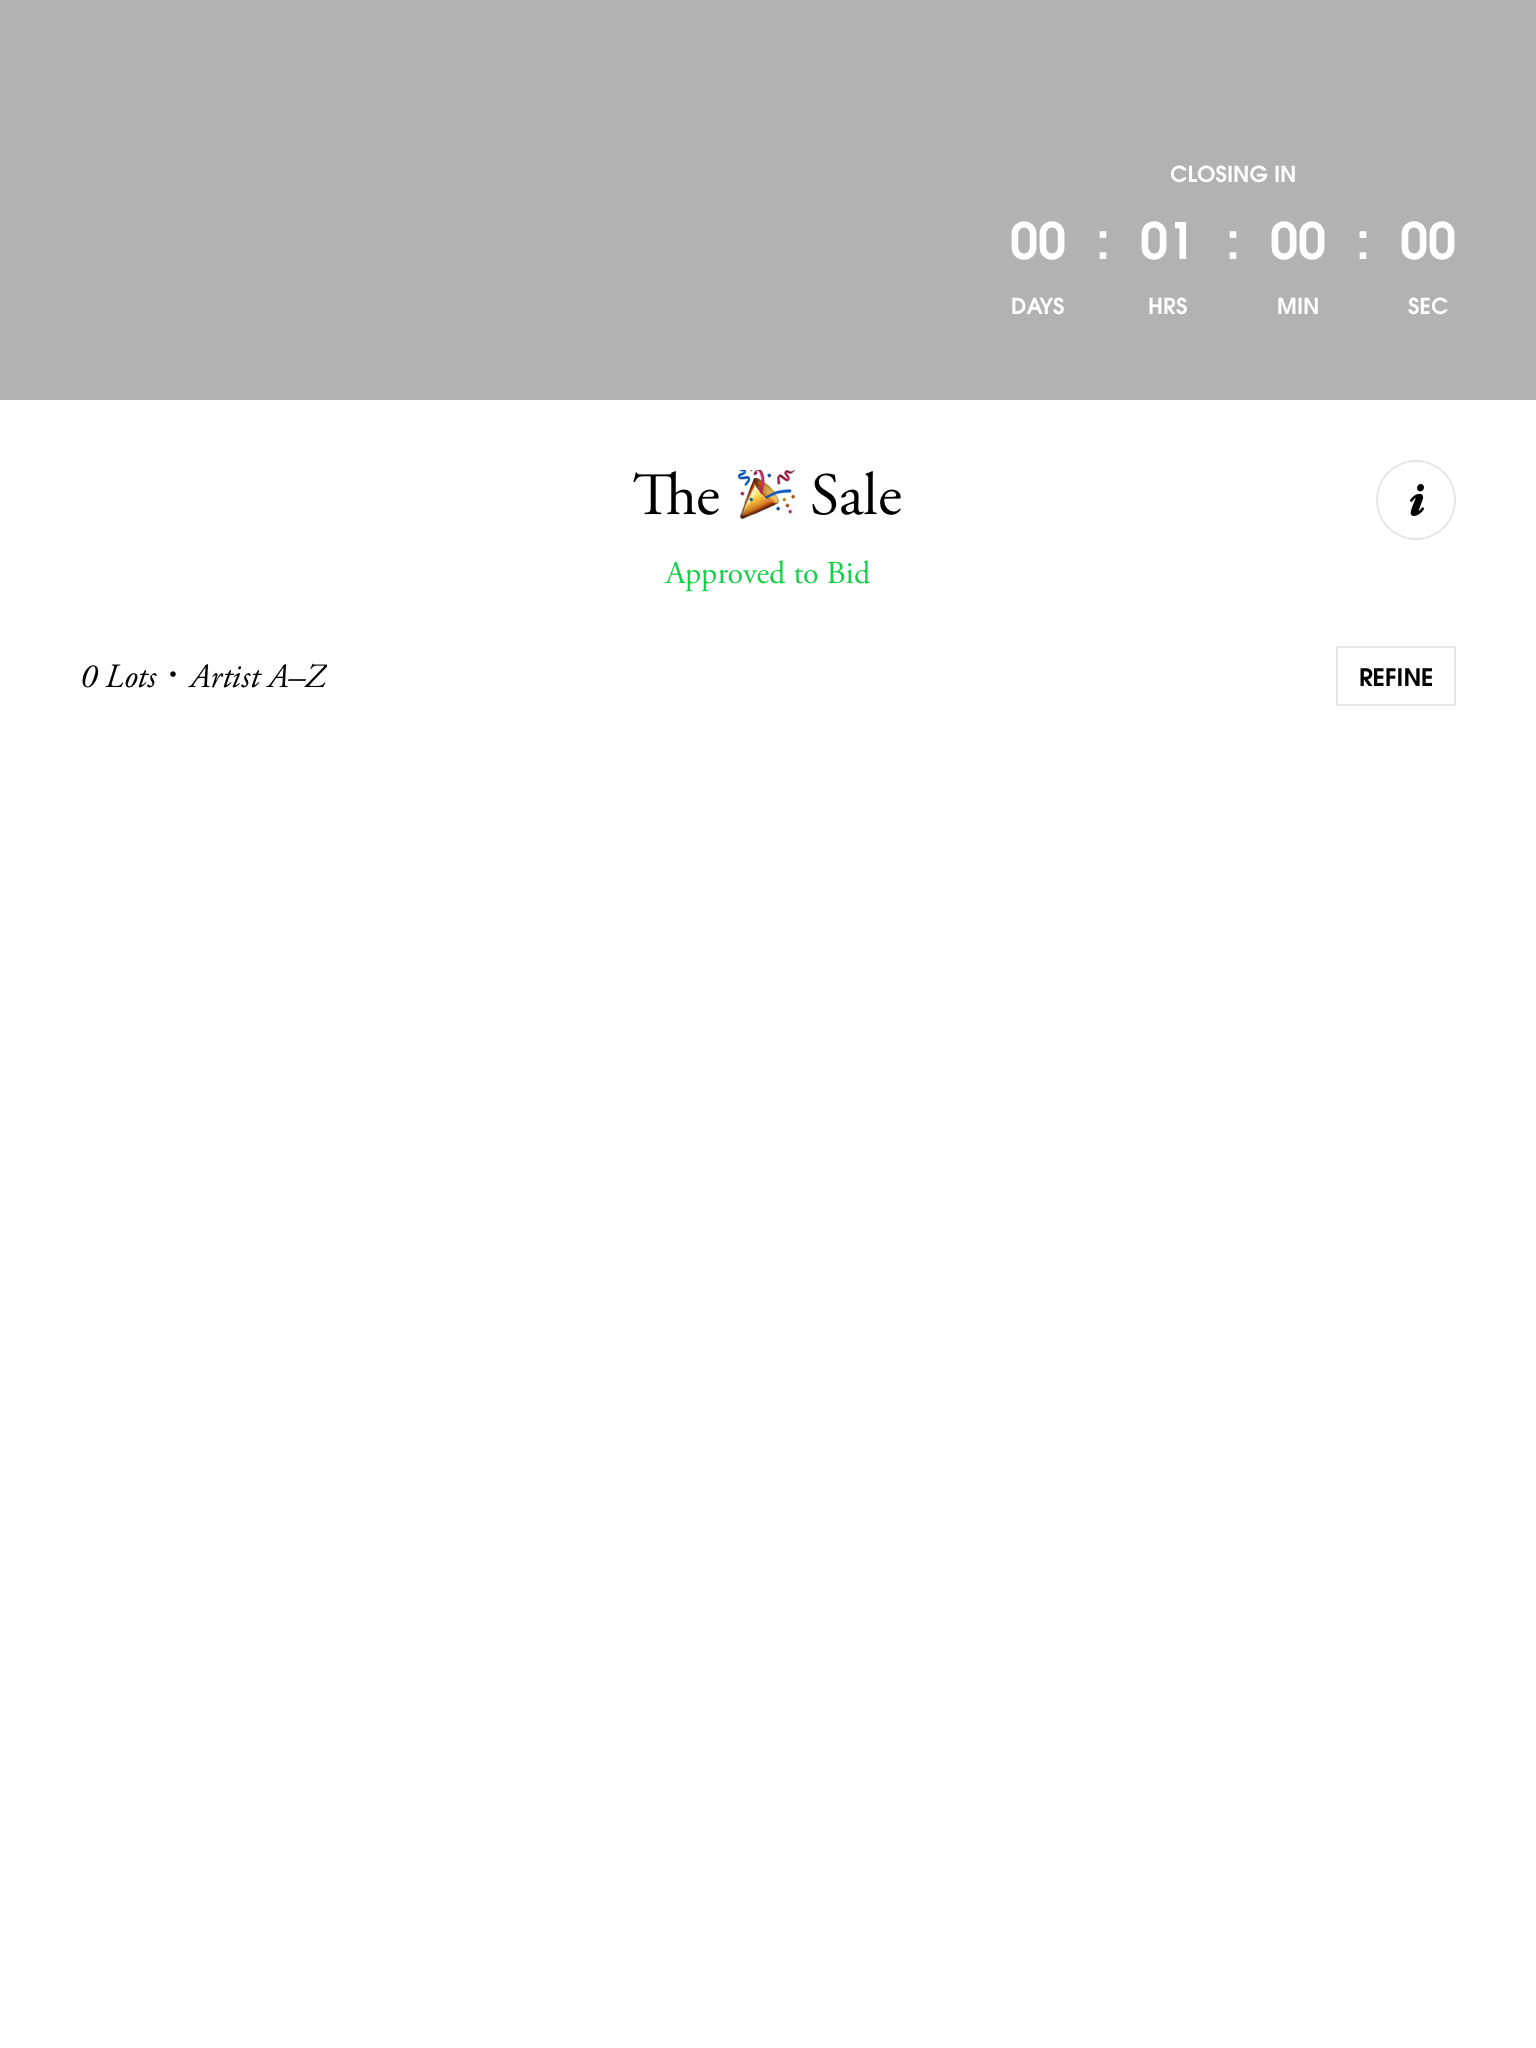 CLOSING IN
00 : 01 : 00 : 00
DAYS HRS MIN SEC
The 🎉 Sale
i
Approved to Bid
0 Lots • Artist A–Z
REFINE